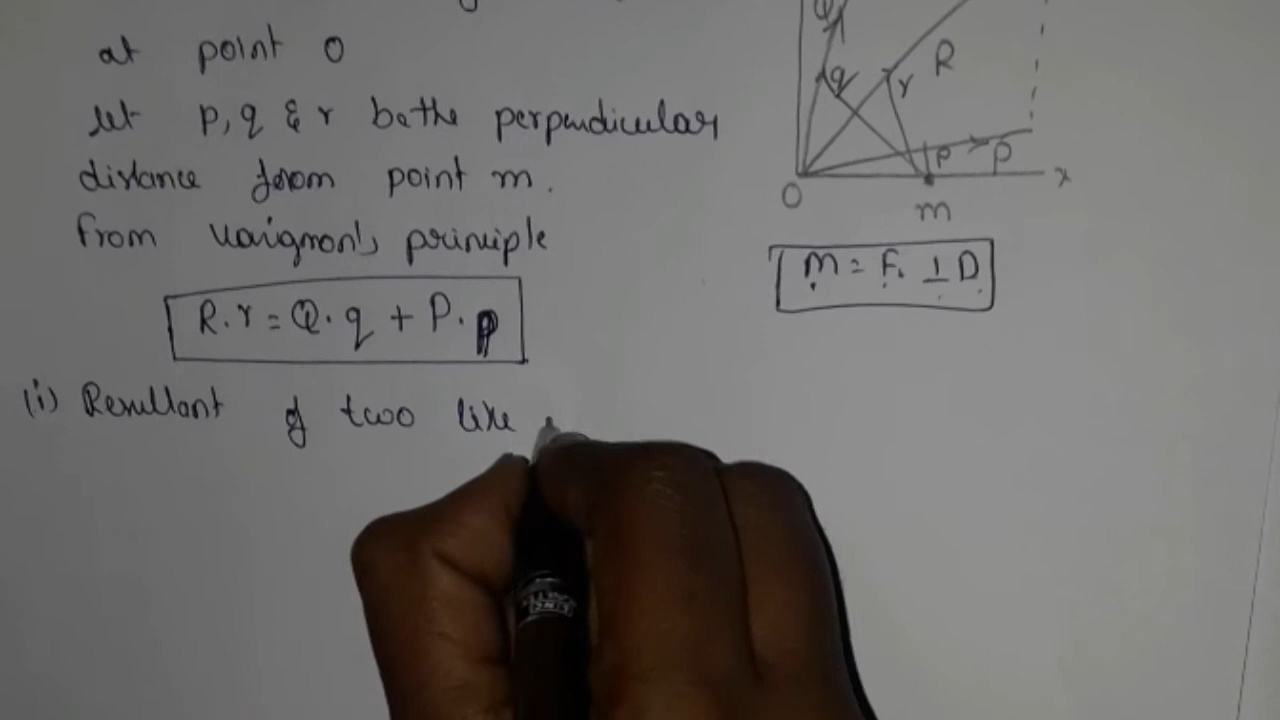 at point O
let p, q & r be the perpendicular
distance from point m.
From Varignon's principle
R.r = Q.q + P.p
(i) Resultant of two like
Q
q
R
r
p
P
O
x
m
M = F. ⊥ D